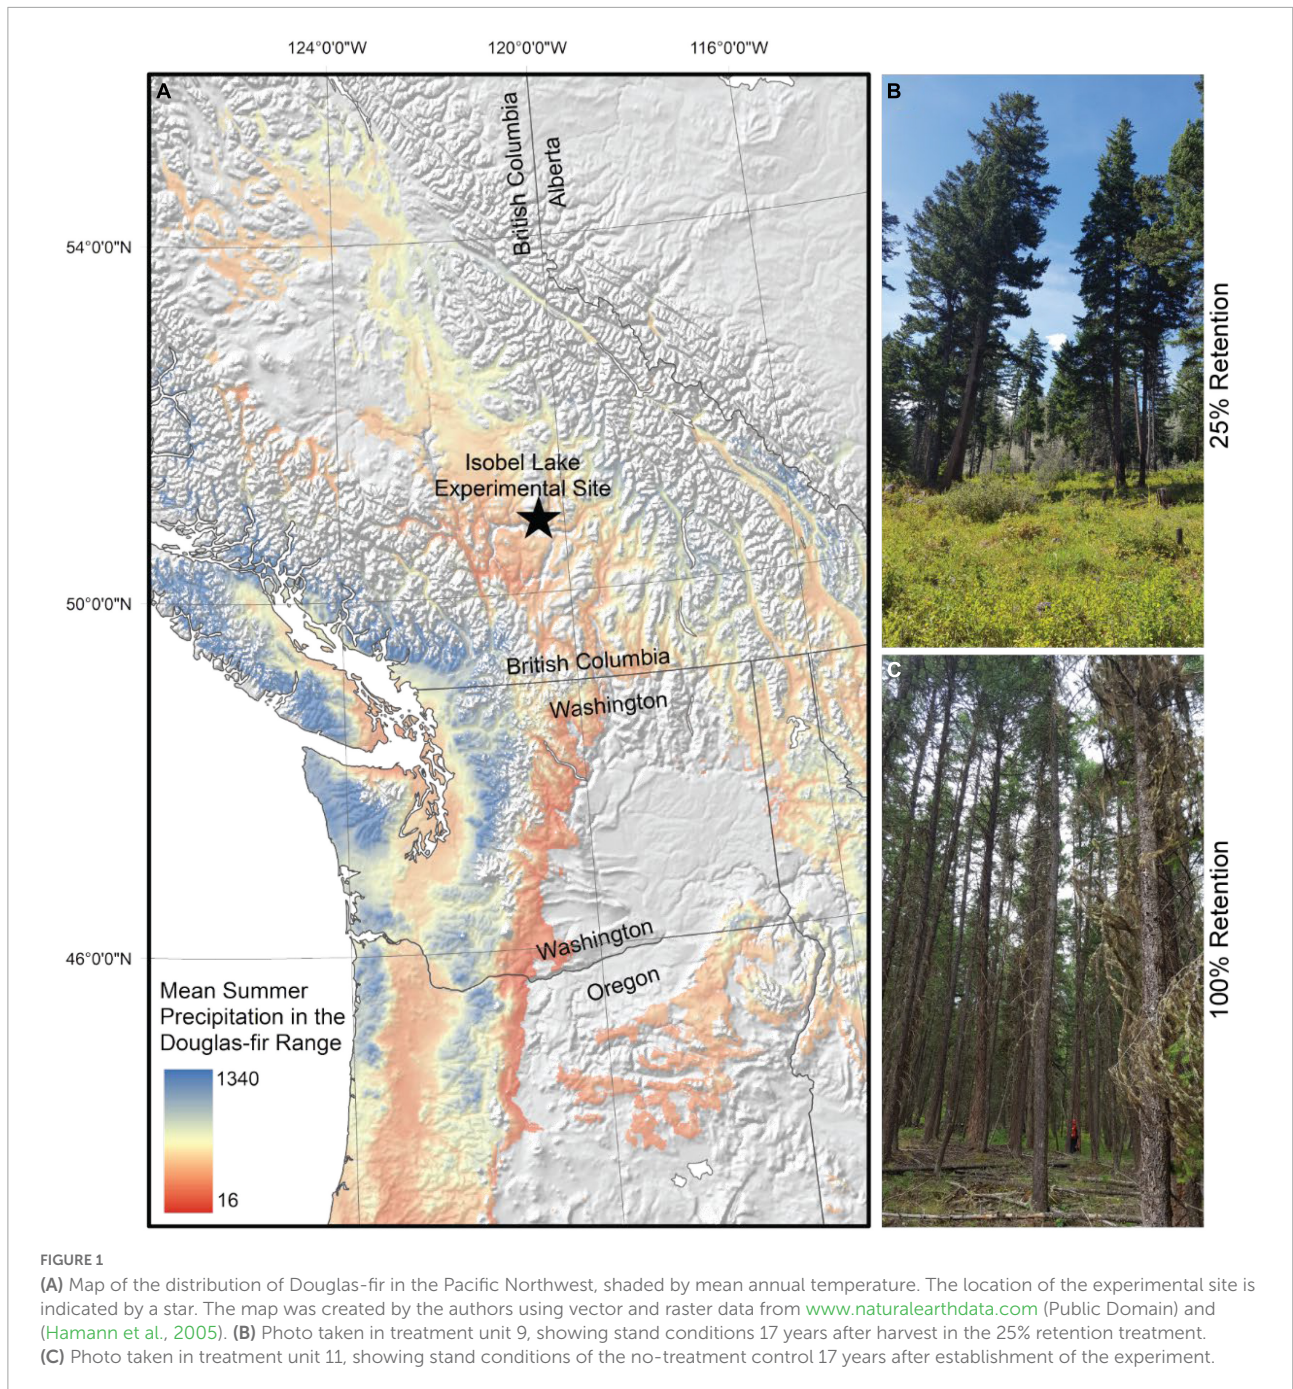 124°0'0"W
120°0'0"W
116°0'0"W
A
British Columbia
Alberta
54°0'0"N
Isobel Lake
Experimental Site
50°0'0"N
British Columbia
Washington
46°0'0"N
Washington
Oregon
Mean Summer
Precipitation in the
Douglas-fir Range
1340
16
B
25% Retention
C
100% Retention
FIGURE 1
(A) Map of the distribution of Douglas-fir in the Pacific Northwest, shaded by mean annual temperature. The location of the experimental site is
indicated by a star. The map was created by the authors using vector and raster data from www.naturalearthdata.com (Public Domain) and
(Hamann et al., 2005). (B) Photo taken in treatment unit 9, showing stand conditions 17 years after harvest in the 25% retention treatment.
(C) Photo taken in treatment unit 11, showing stand conditions of the no-treatment control 17 years after establishment of the experiment.